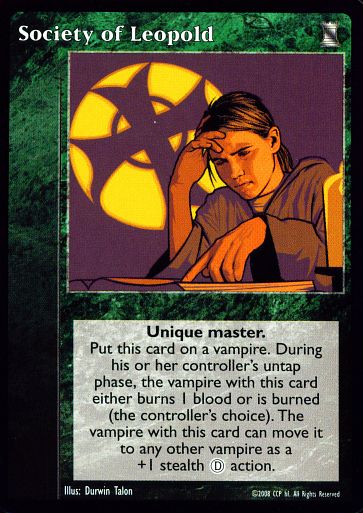 Society of Leopold
Unique master.
Put this card on a vampire. During
his or her controller's untap
phase, the vampire with this card
either burns 1 blood or is burned
(the controller's choice). The
vampire with this card can move it
to any other vampire as a
+1 stealth Ⓓ action.
Illus: Durwin Talon
©2008 CCP hf. All Rights Reserved